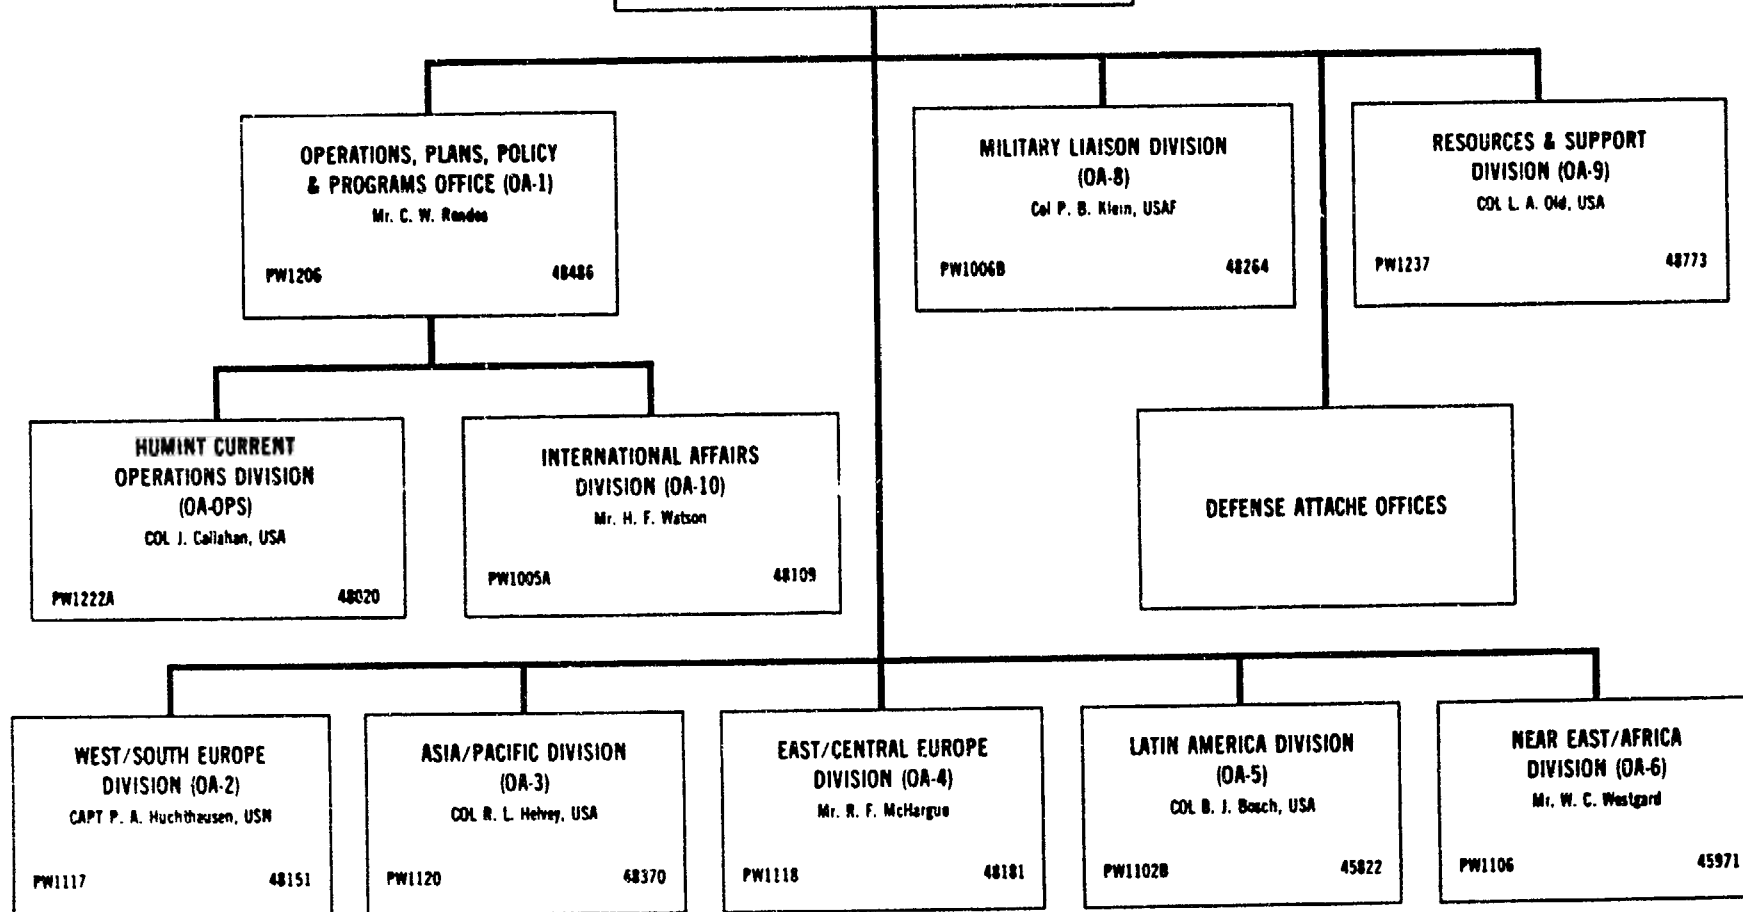 OPERATIONS, PLANS, POLICY
& PROGRAMS OFFICE (OA-1)
Mr. C. W. Randes
PW1206 48486
MILITARY LIAISON DIVISION
(OA-8)
Col P. B. Klein, USAF
PW1006B 48264
RESOURCES & SUPPORT
DIVISION (OA-9)
COL L. A. Old, USA
PW1237 48773
HUMINT CURRENT
OPERATIONS DIVISION
(OA-OPS)
COL J. Callahan, USA
PW1222A 48020
INTERNATIONAL AFFAIRS
DIVISION (OA-10)
Mr. H. F. Watson
PW1005A 48109
DEFENSE ATTACHE OFFICES
WEST/SOUTH EUROPE
DIVISION (OA-2)
CAPT P. A. Huchthausen, USN
PW1117 48151
ASIA/PACIFIC DIVISION
(OA-3)
COL R. L. Helvey, USA
PW1120 48370
EAST/CENTRAL EUROPE
DIVISION (OA-4)
Mr. R. F. McHargue
PW1118 48181
LATIN AMERICA DIVISION
(OA-5)
COL B. J. Bosch, USA
PW1102B 45822
NEAR EAST/AFRICA
DIVISION (OA-6)
Mr. W. C. Westgard
PW1106 45971